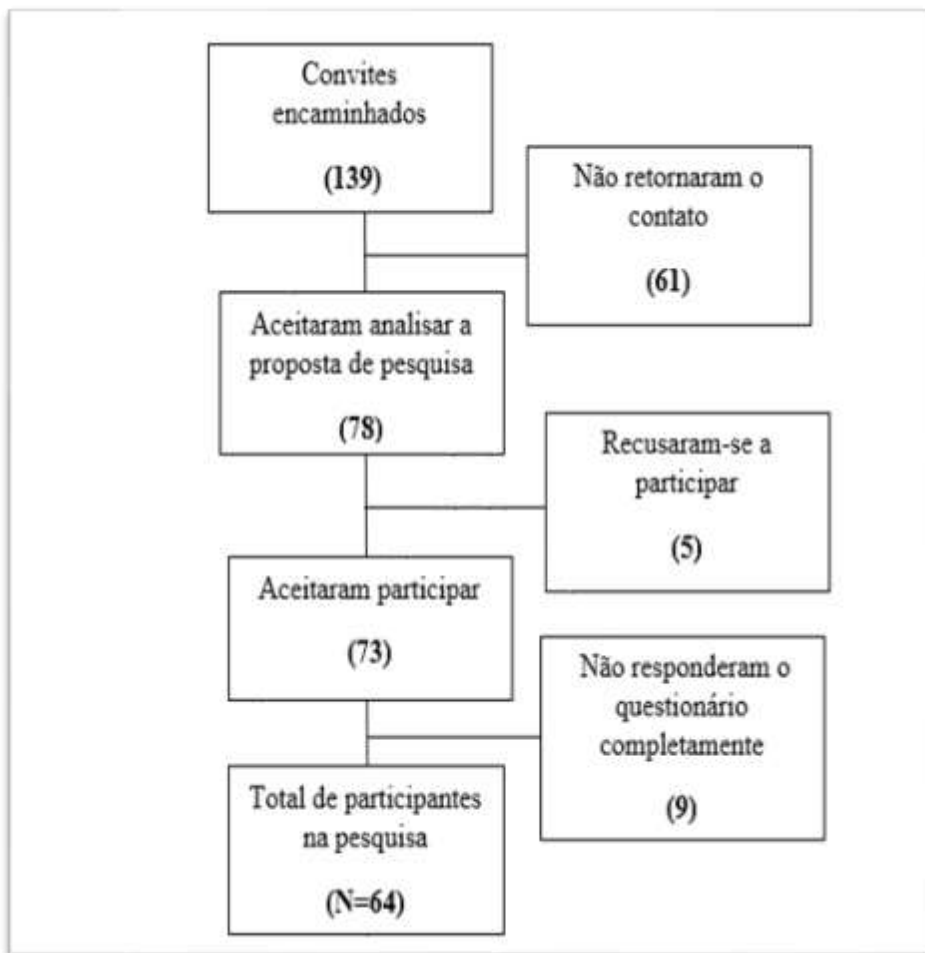 Convites
encaminhados
(139)
Não retornaram o
contato
(61)
Aceitaram analisar a
proposta de pesquisa
(78)
Recusaram-se a
participar
(5)
Aceitaram participar
(73)
Não responderam o
questionário
completamente
(9)
Total de participantes
na pesquisa
(N=64)